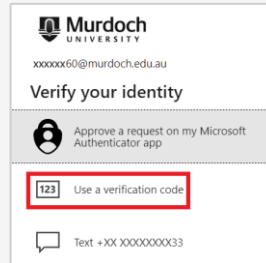 Murdoch
UNIVERSITY
xxxxxx60@murdoch.edu.au
Verify your identity
Approve a request on my Microsoft
Authenticator app
123 Use a verification code
Text +XX XXXXXXXX33